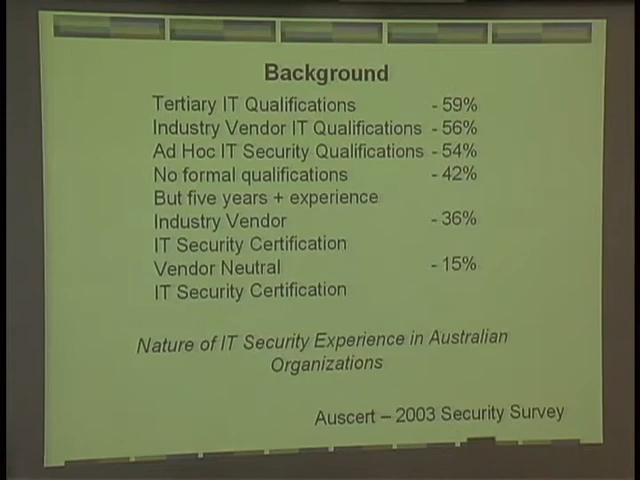 Background
Tertiary IT Qualifications - 59%
Industry Vendor IT Qualifications - 56%
Ad Hoc IT Security Qualifications - 54%
No formal qualifications - 42%
But five years + experience
Industry Vendor - 36%
IT Security Certification
Vendor Neutral - 15%
IT Security Certification
Nature of IT Security Experience in Australian
Organizations
Auscert – 2003 Security Survey